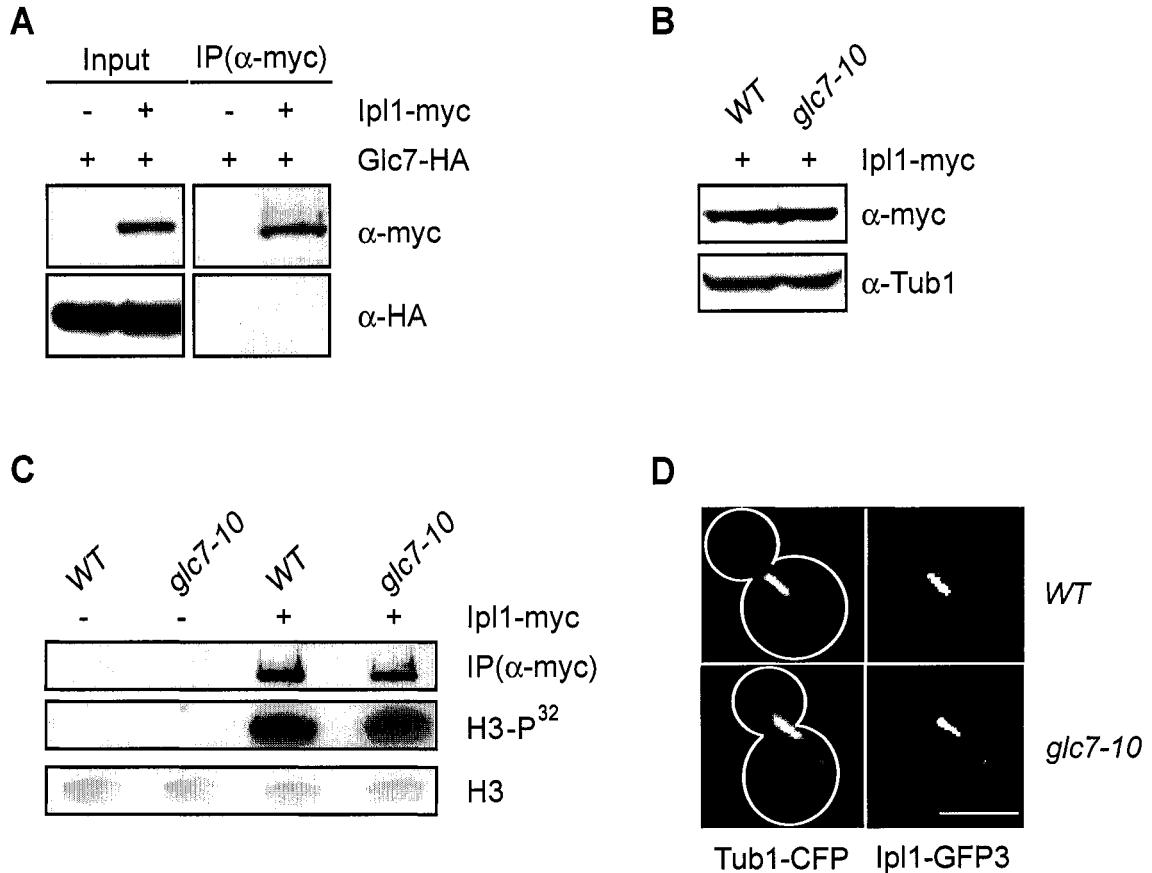 A
Input IP(α-myc)
- + - + Ipl1-myc
+ + + + Glc7-HA
α-myc
α-HA
B
WT glc7-10
+ + Ipl1-myc
α-myc
α-Tub1
C
WT glc7-10 WT glc7-10
- - + + Ipl1-myc
IP(α-myc)
H3-P32
H3
D
WT
glc7-10
Tub1-CFP Ipl1-GFP3